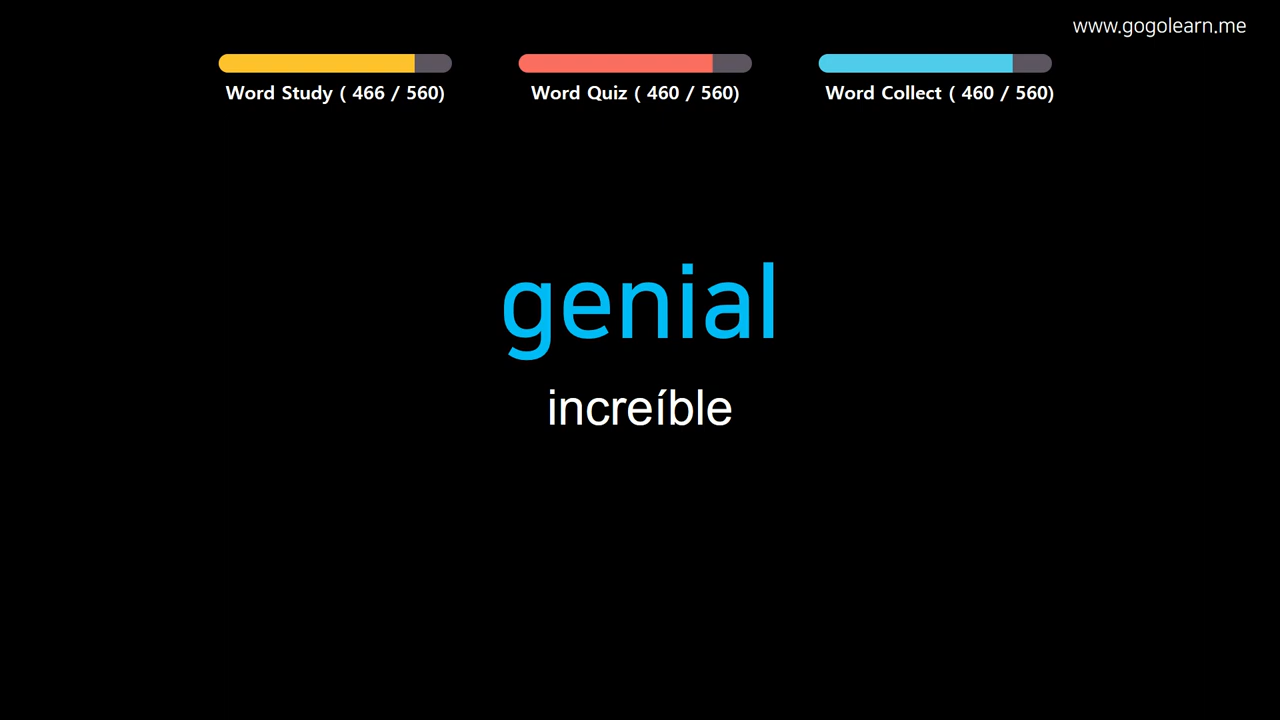 www.gogolearn.me
Word Study ( 466 / 560)
Word Quiz ( 460 / 560)
Word Collect ( 460 / 560)
genial
increíble